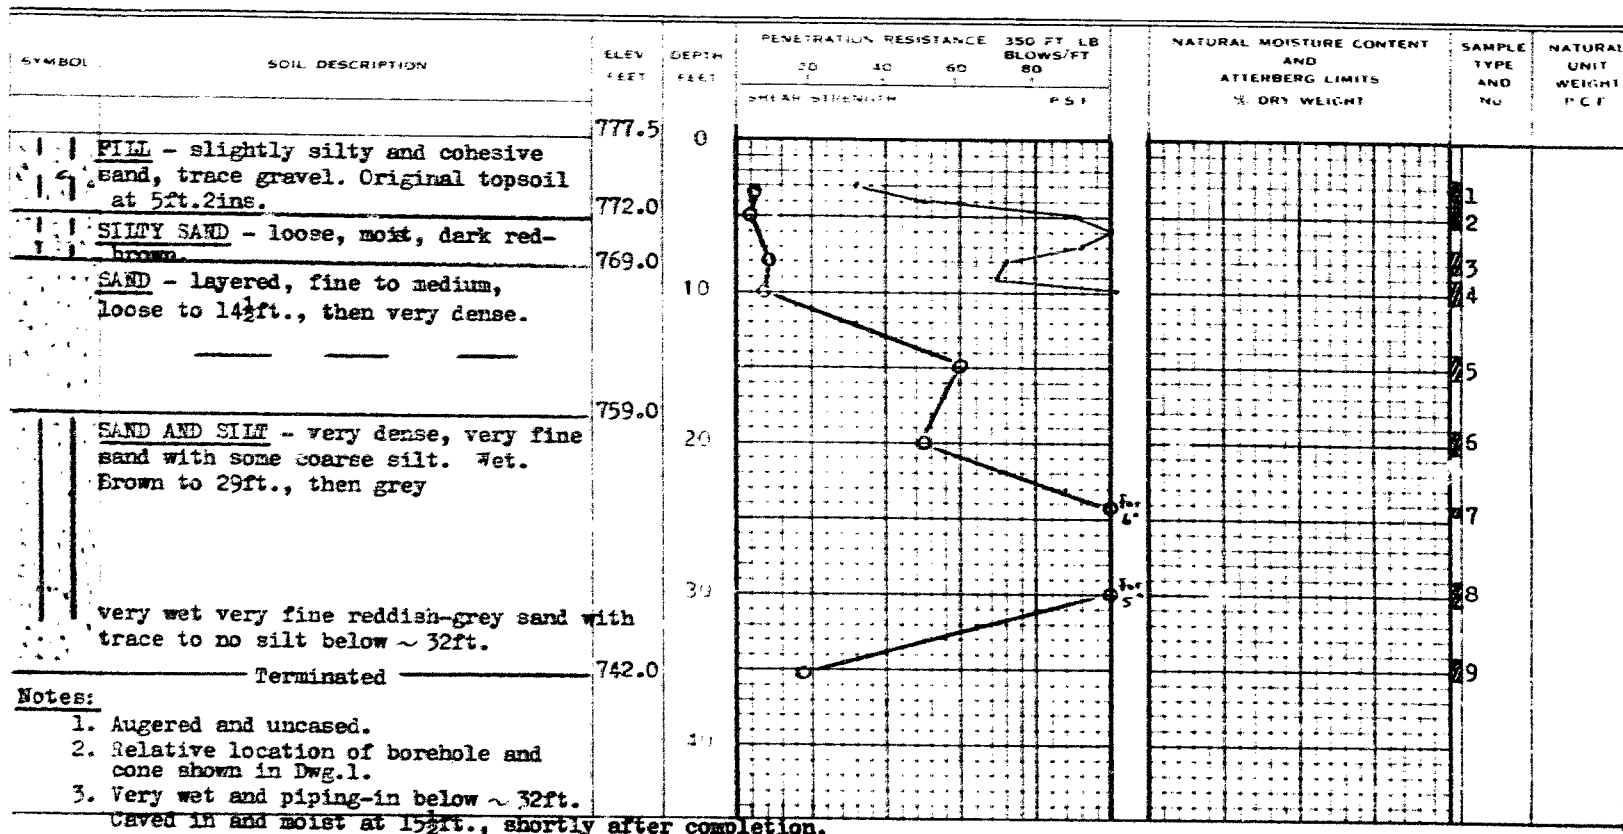 SYMBOL
SOIL DESCRIPTION
ELEV
FEET
DEPTH
FEET
PENETRATION RESISTANCE 350 FT LB
BLOWS/FT
20 40 60 80
SHEAR STRENGTH P.S.F
NATURAL MOISTURE CONTENT
AND
ATTERBERG LIMITS
% DRY WEIGHT
SAMPLE
TYPE
AND
No
NATURAL
UNIT
WEIGHT
P.C.F
777.5
0
FILL - slightly silty and cohesive
sand, trace gravel. Original topsoil
at 5ft.2ins.
772.0
1
2
SILTY SAND - loose, moist, dark red-
brown.
769.0
3
SAND - layered, fine to medium,
loose to 14½ft., then very dense.
10
4
5
759.0
SAND AND SILT - very dense, very fine
sand with some coarse silt. Wet.
Brown to 29ft., then grey
20
6
for
6"
7
30
for
5"
8
very wet very fine reddish-grey sand with
trace to no silt below ~ 32ft.
Terminated
742.0
9
40
Notes:
1. Augered and uncased.
2. Relative location of borehole and
cone shown in Dwg.1.
3. Very wet and piping-in below ~ 32ft.
Caved in and moist at 15½ft., shortly after completion.